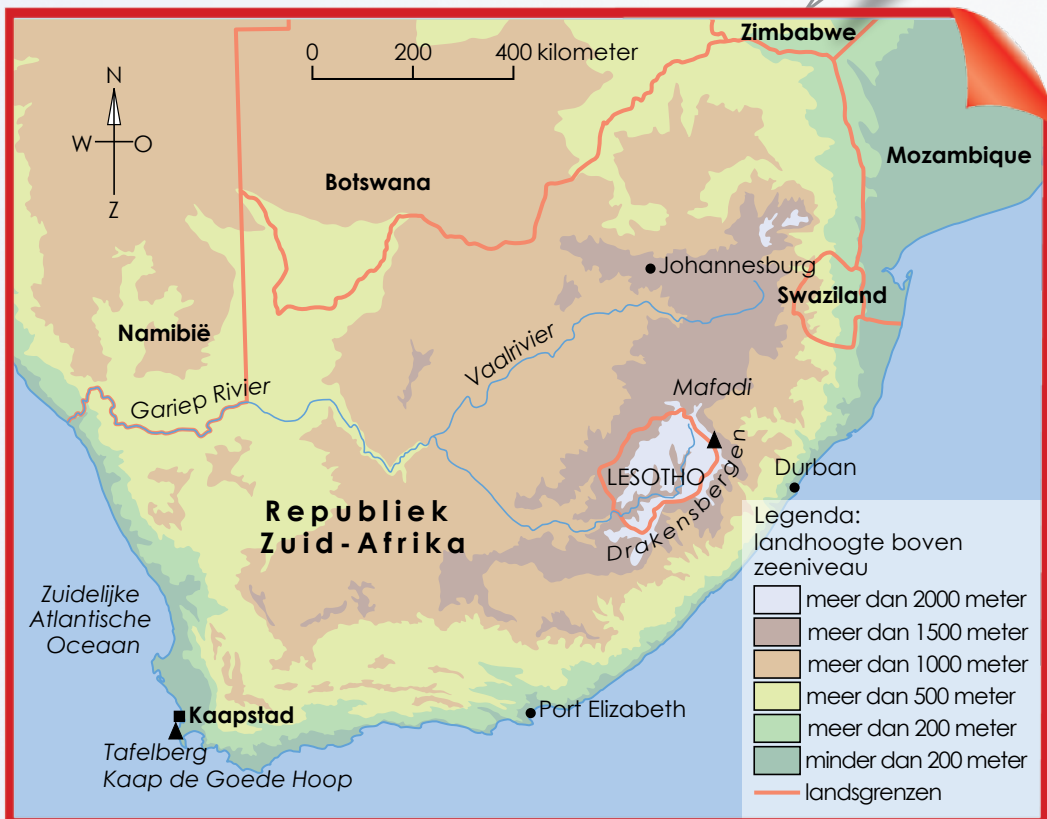 Zimbabwe
0 200 400 kilometer
N
W O
Z
Mozambique
Botswana
Johannesburg
Swaziland
Namibië
Vaalrivier
Mafadi
Gariep Rivier
LESOTHO
Durban
Drakensbergen
Republiek
Zuid-Afrika
Zuidelijke
Atlantische
Oceaan
Kaapstad
Port Elizabeth
Tafelberg
Kaap de Goede Hoop
Legenda:
landhoogte boven
zeeniveau
meer dan 2000 meter
meer dan 1500 meter
meer dan 1000 meter
meer dan 500 meter
meer dan 200 meter
minder dan 200 meter
landsgrenzen